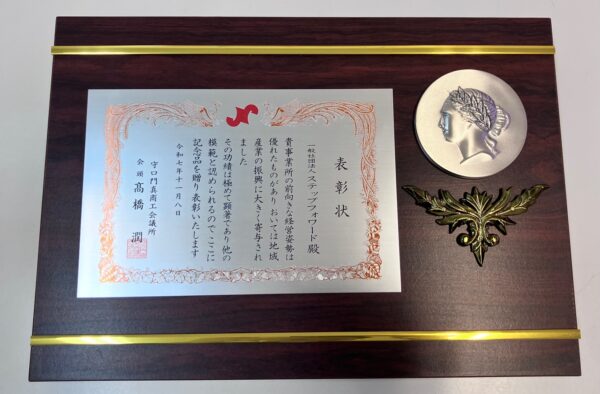 表彰状
一般社団法人ステップフォワード殿
貴事業所の前向きな経営姿勢は
優れたものがあり おいては地域
産業の振興に大きく寄与され
ました
その功績は極めて顕著であり他の
模範と認められるので、ここに
記念品を贈り表彰いたします
令和七年十一月八日
守口門真商工会議所
会頭 高橋 潤